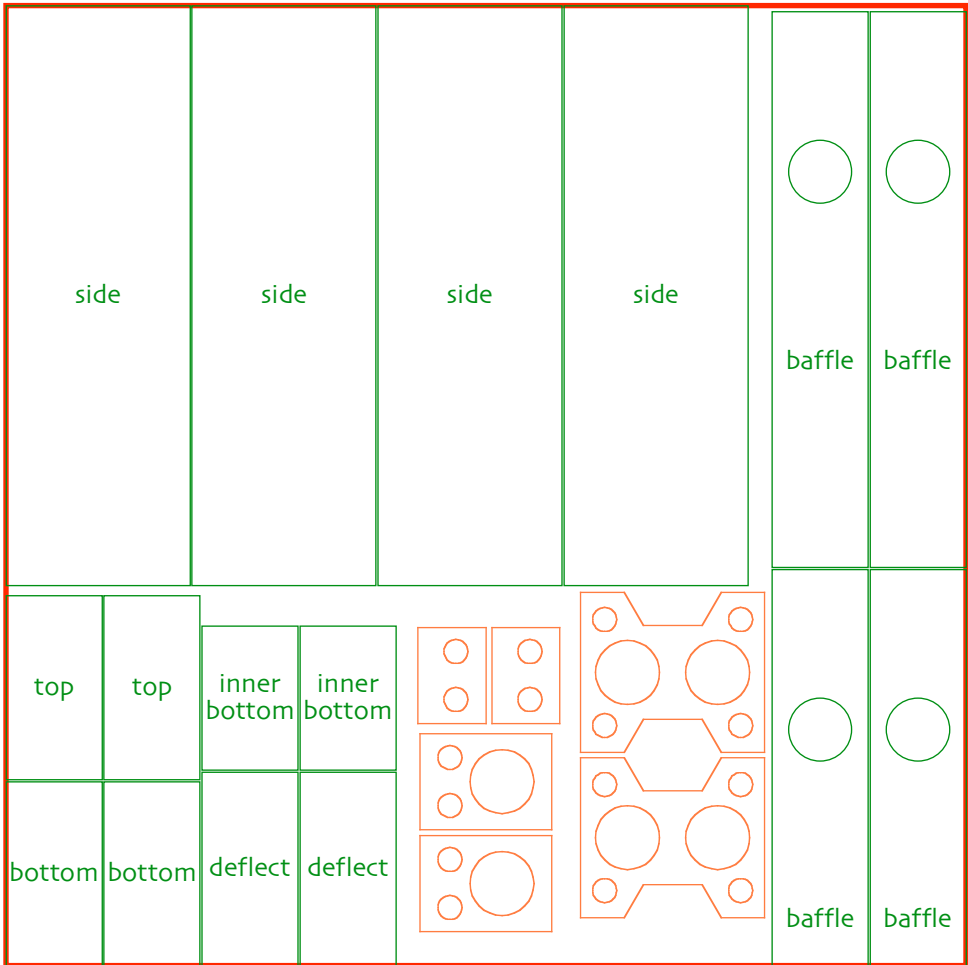 side
side
side
side
baffle
baffle
top
top
inner
bottom
inner
bottom
bottom
bottom
deflect
deflect
baffle
baffle